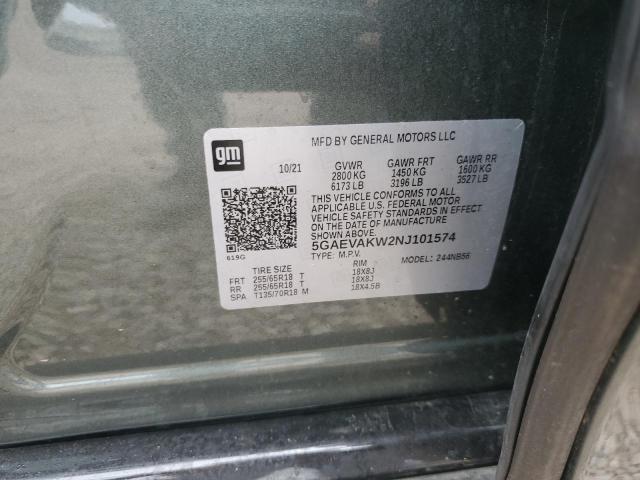 gm
MFD BY GENERAL MOTORS LLC
10/21 GVWR GAWR FRT GAWR RR
2800 KG 1450 KG 1600 KG
6173 LB 3196 LB 3527 LB
THIS VEHICLE CONFORMS TO ALL
APPLICABLE U.S. FEDERAL MOTOR
VEHICLE SAFETY STANDARDS IN EFFECT
ON THE DATE OF MANUFACTURE
SHOWN ABOVE.
5GAEVAKW2NJ101574
619G
TYPE: M.P.V. MODEL: 244NB56
TIRE SIZE RIM
FRT 255/65R18 T 18X8J
RR 255/65R18 T 18X8J
SPA T135/70R18 M 18X4.5B